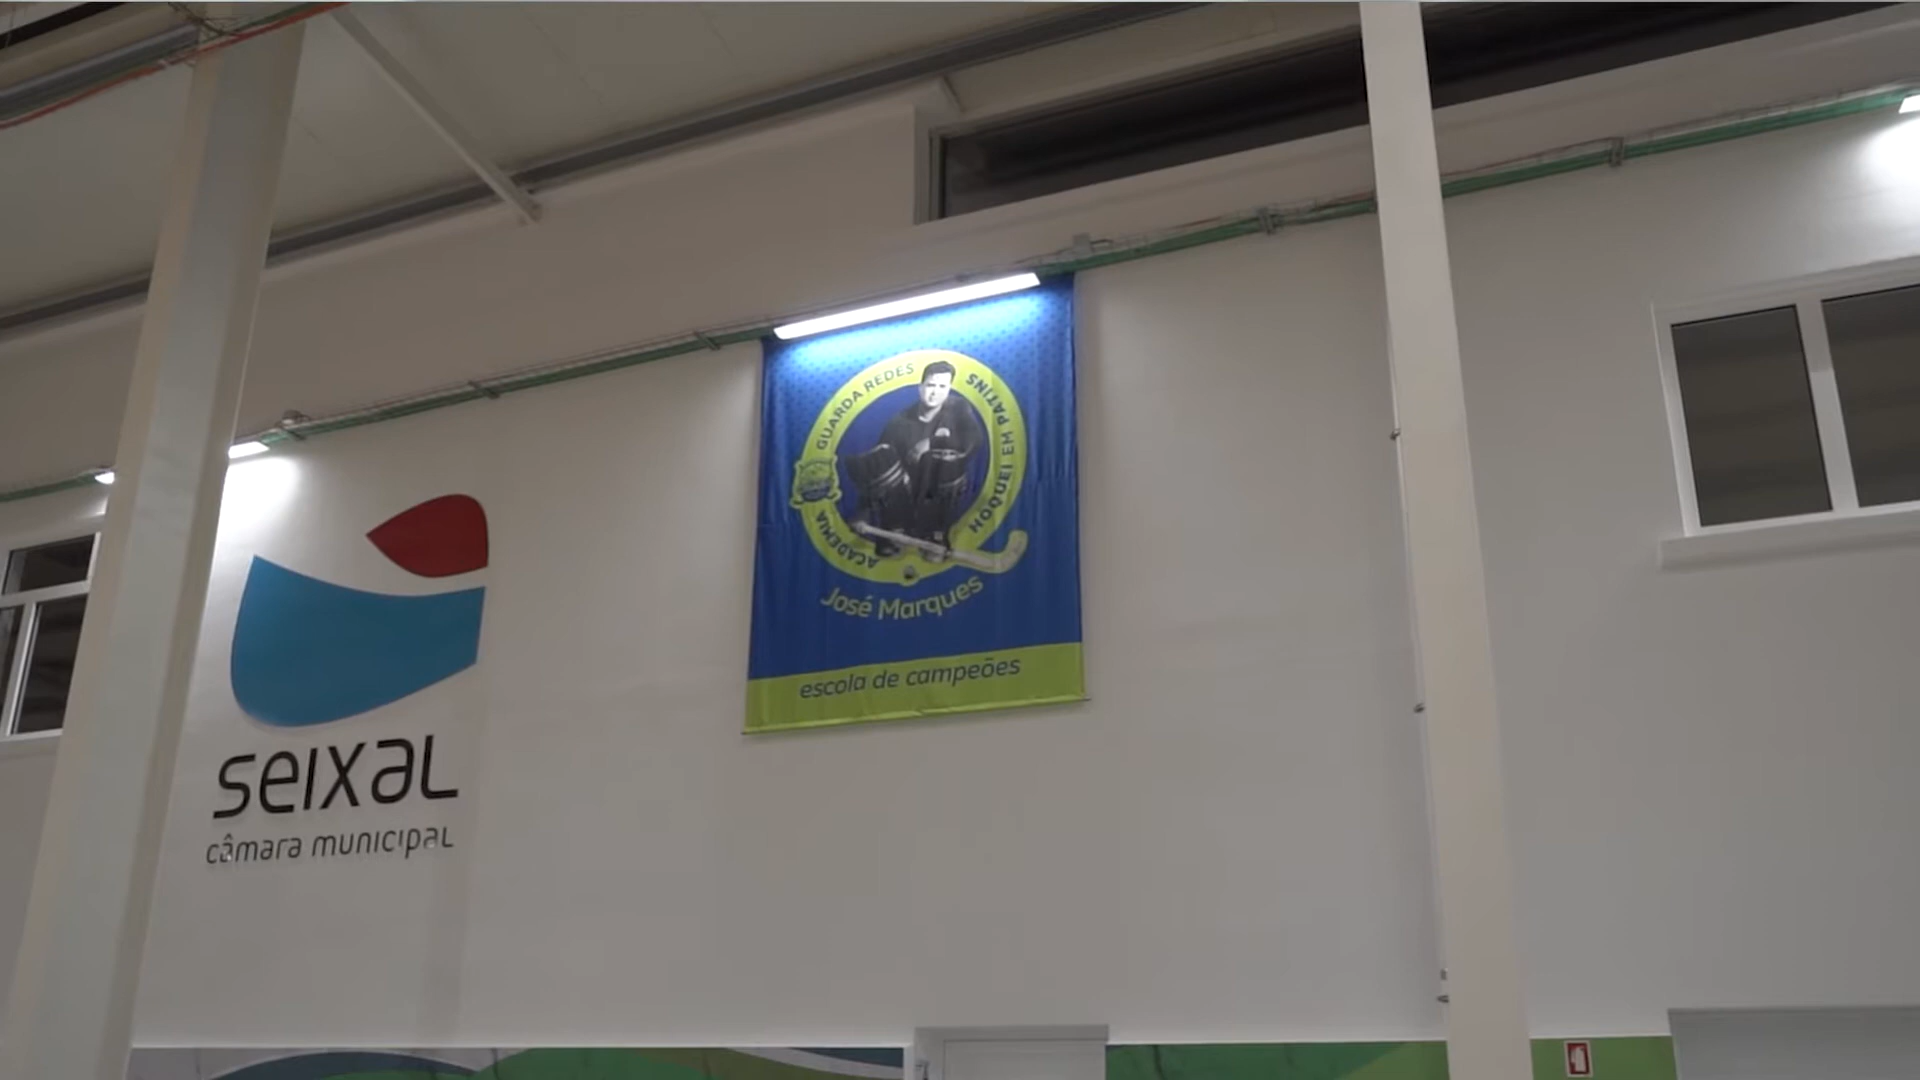 seixal
câmara municipal
ACADEMIA GUARDA REDES
HOQUEI EM PATINS
José Marques
escola de campeões